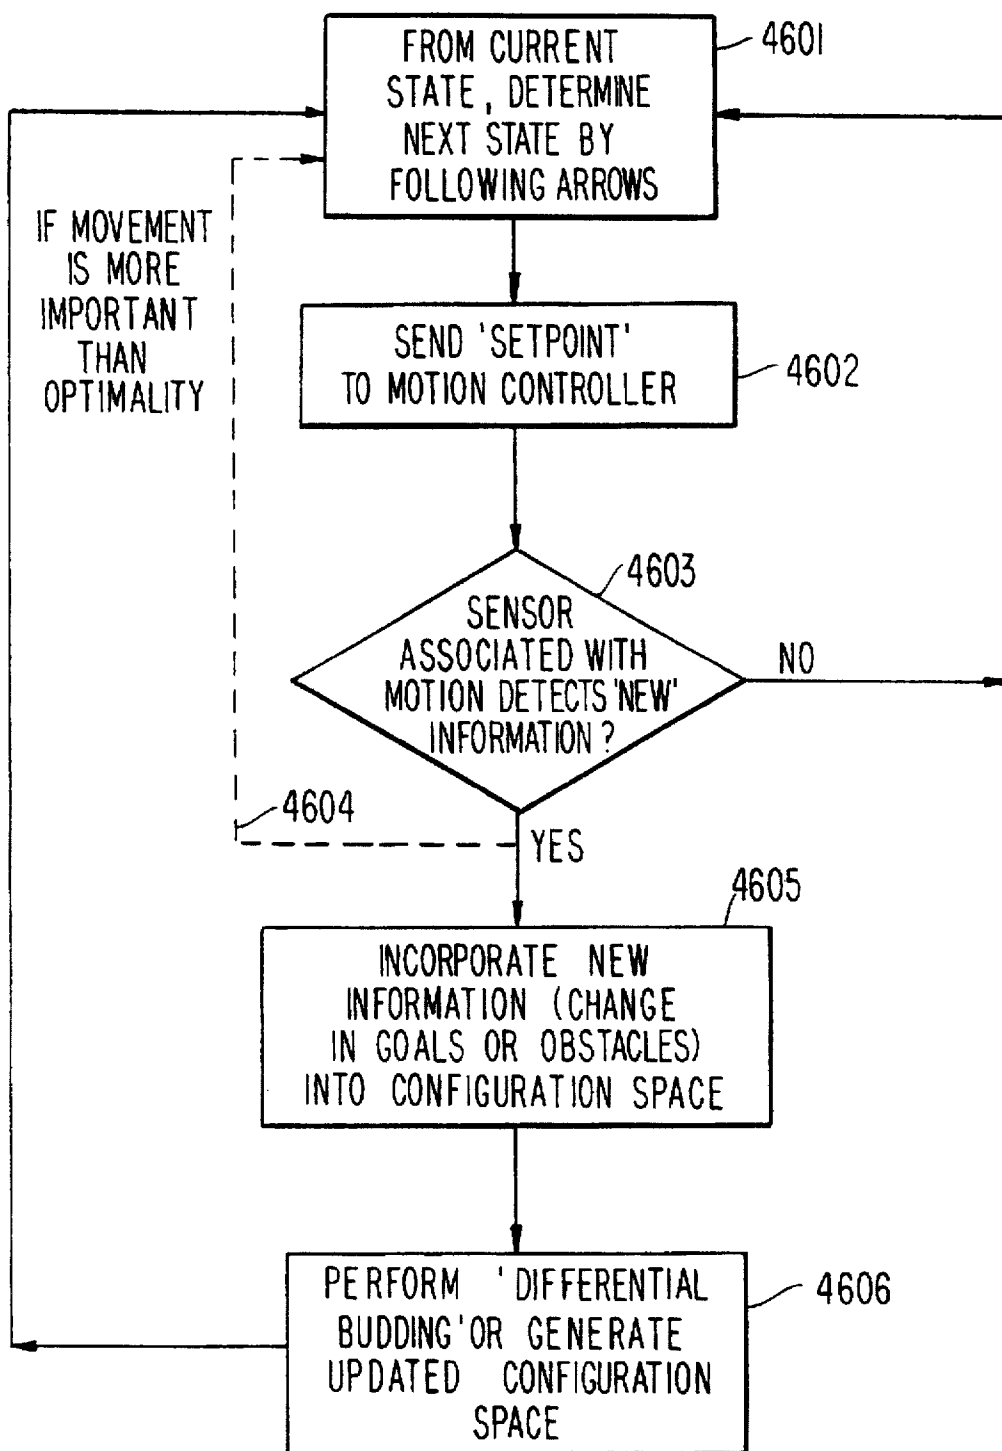 FROM CURRENT
STATE, DETERMINE
NEXT STATE BY
FOLLOWING ARROWS
4601
IF MOVEMENT
IS MORE
IMPORTANT
THAN
OPTIMALITY
SEND 'SETPOINT'
TO MOTION CONTROLLER
4602
4603
SENSOR
ASSOCIATED WITH
MOTION DETECTS 'NEW'
INFORMATION?
NO
4604
YES
4605
INCORPORATE NEW
INFORMATION (CHANGE
IN GOALS OR OBSTACLES)
INTO CONFIGURATION SPACE
PERFORM 'DIFFERENTIAL
BUDDING' OR GENERATE
UPDATED CONFIGURATION
SPACE
4606